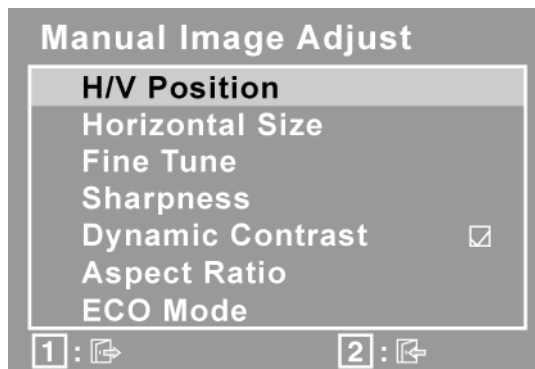 Manual Image Adjust
H/V Position
Horizontal Size
Fine Tune
Sharpness
Dynamic Contrast
Aspect Ratio
ECO Mode
1 : 2 :